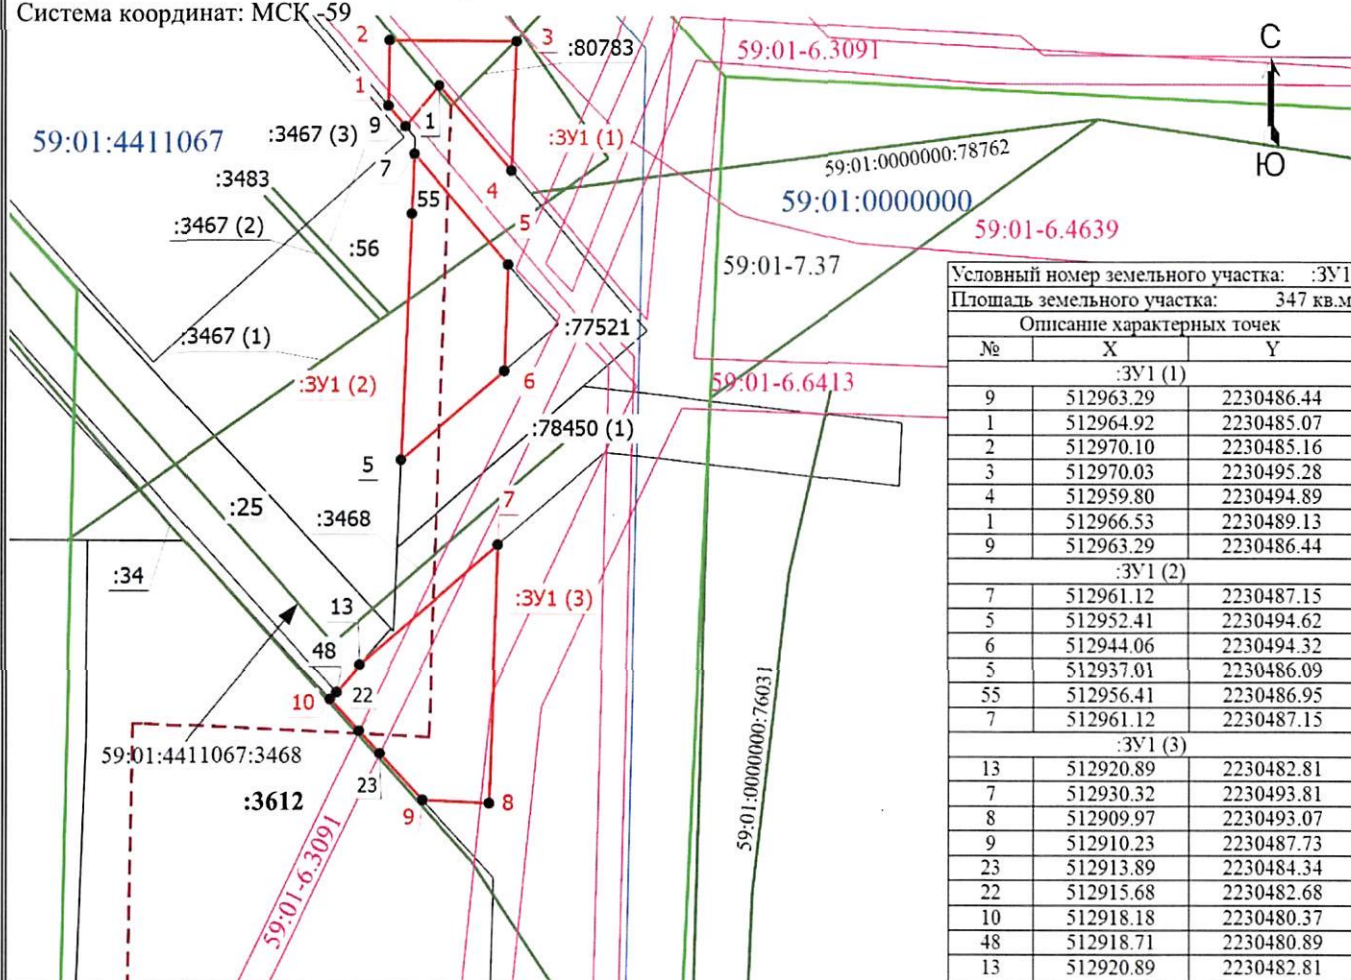 Система координат: МСК -59
2
3
:80783
59:01-6.3091
С
Ю
1
9
1
:3467 (3)
:ЗУ1 (1)
59:01:4411067
7
59:01:0000000:78762
:3483
55
4
59:01:0000000
:3467 (2)
:56
5
59:01-6.4639
59:01-7.37
:77521
:3467 (1)
:ЗУ1 (2)
6
59:01-6.6413
:78450 (1)
5
7
:25
:3468
:34
13
:ЗУ1 (3)
48
10
22
59:01:4411067:3468
23
:3612
9
8
59:01-6.3091
59:01:0000000:76031
Условный номер земельного участка: :ЗУ1
Площадь земельного участка: 347 кв.м
Описание характерных точек
№ X Y
:ЗУ1 (1)
9 512963.29 2230486.44
1 512964.92 2230485.07
2 512970.10 2230485.16
3 512970.03 2230495.28
4 512959.80 2230494.89
1 512966.53 2230489.13
9 512963.29 2230486.44
:ЗУ1 (2)
7 512961.12 2230487.15
5 512952.41 2230494.62
6 512944.06 2230494.32
5 512937.01 2230486.09
55 512956.41 2230486.95
7 512961.12 2230487.15
:ЗУ1 (3)
13 512920.89 2230482.81
7 512930.32 2230493.81
8 512909.97 2230493.07
9 512910.23 2230487.73
23 512913.89 2230484.34
22 512915.68 2230482.68
10 512918.18 2230480.37
48 512918.71 2230480.89
13 512920.89 2230482.81